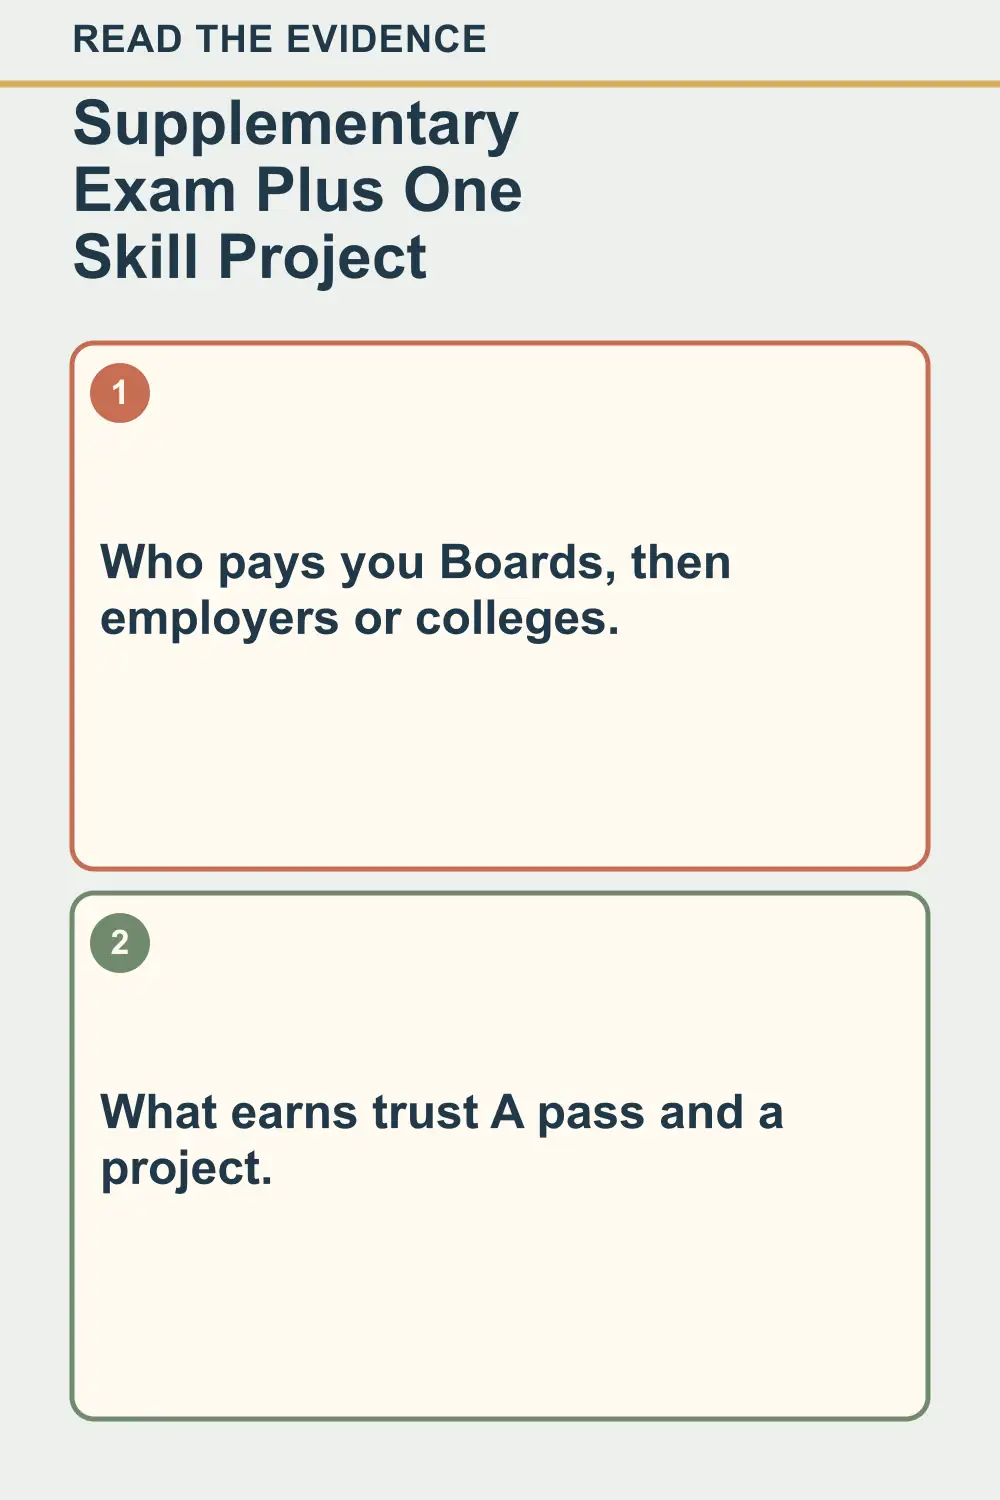 READ THE EVIDENCE
Supplementary
Exam Plus One
Skill Project
1
Who pays you Boards, then
employers or colleges.
2
What earns trust A pass and a
project.